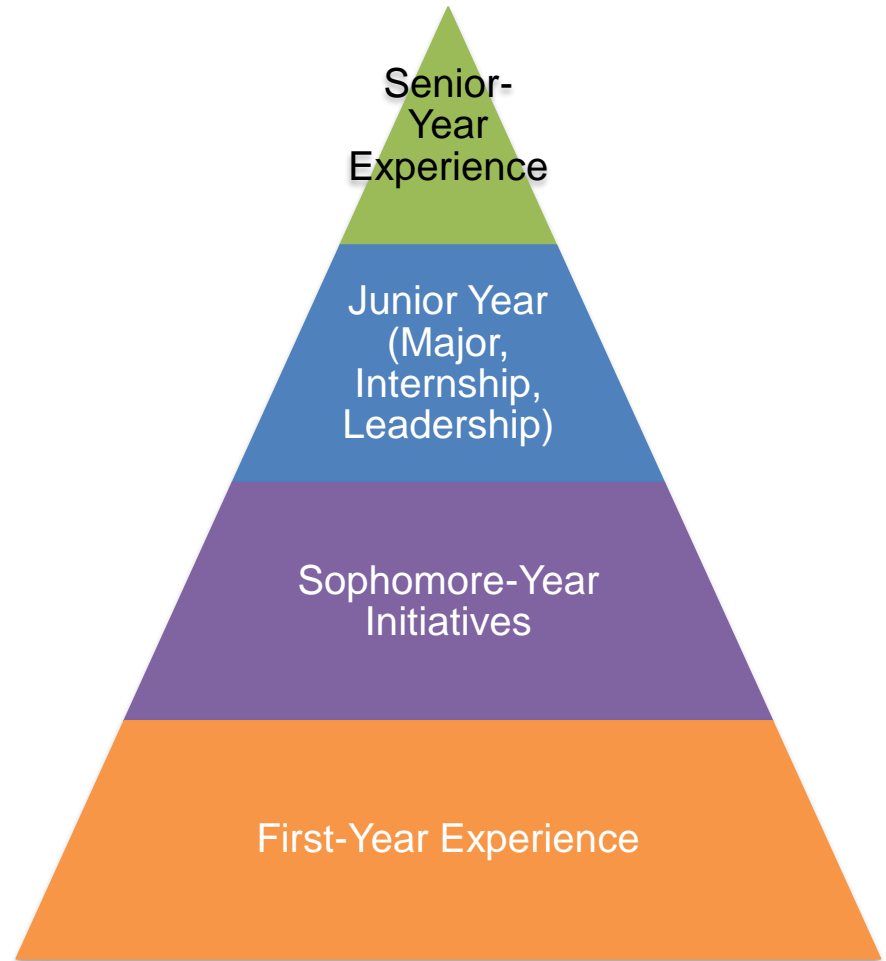 Senior-
Year
Experience
Junior Year
(Major,
Internship,
Leadership)
Sophomore-Year
Initiatives
First-Year Experience